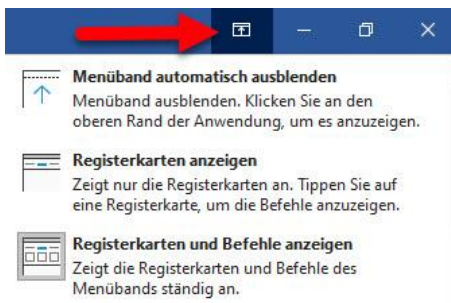 Menüband automatisch ausblenden
Menüband ausblenden. Klicken Sie an den
oberen Rand der Anwendung, um es anzuzeigen.
Registerkarten anzeigen
Zeigt nur die Registerkarten an. Tippen Sie auf
eine Registerkarte, um die Befehle anzuzeigen.
Registerkarten und Befehle anzeigen
Zeigt die Registerkarten und Befehle des
Menübands ständig an.